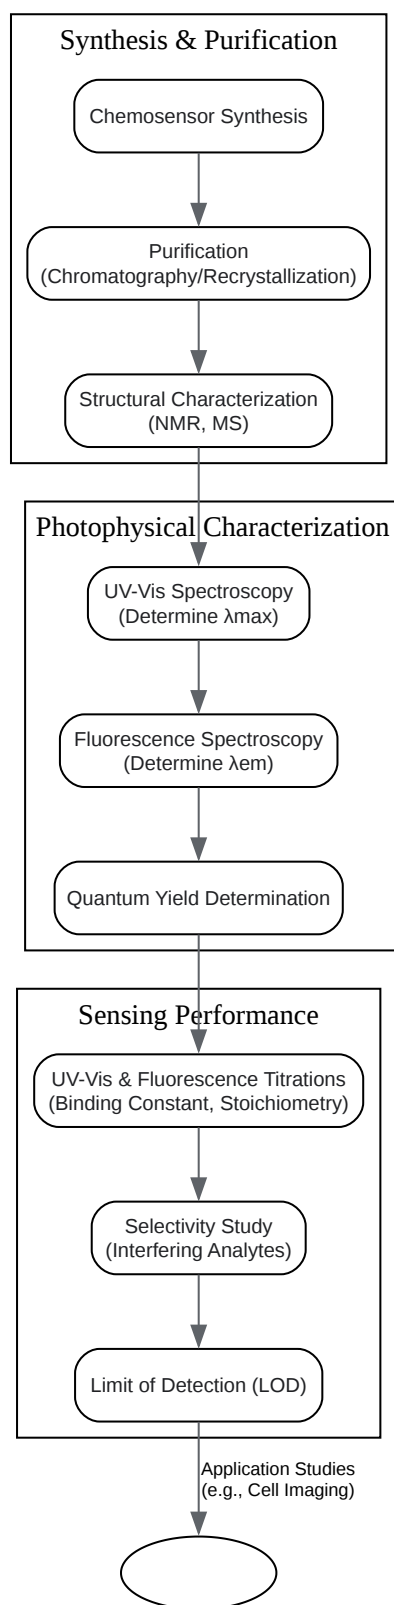 Synthesis & Purification
Chemosensor Synthesis
Purification
(Chromatography/Recrystallization)
Structural Characterization
(NMR, MS)
Photophysical Characterization
UV-Vis Spectroscopy
(Determine λmax)
Fluorescence Spectroscopy
(Determine λem)
Quantum Yield Determination
Sensing Performance
UV-Vis & Fluorescence Titrations
(Binding Constant, Stoichiometry)
Selectivity Study
(Interfering Analytes)
Limit of Detection (LOD)
Application Studies
(e.g., Cell Imaging)